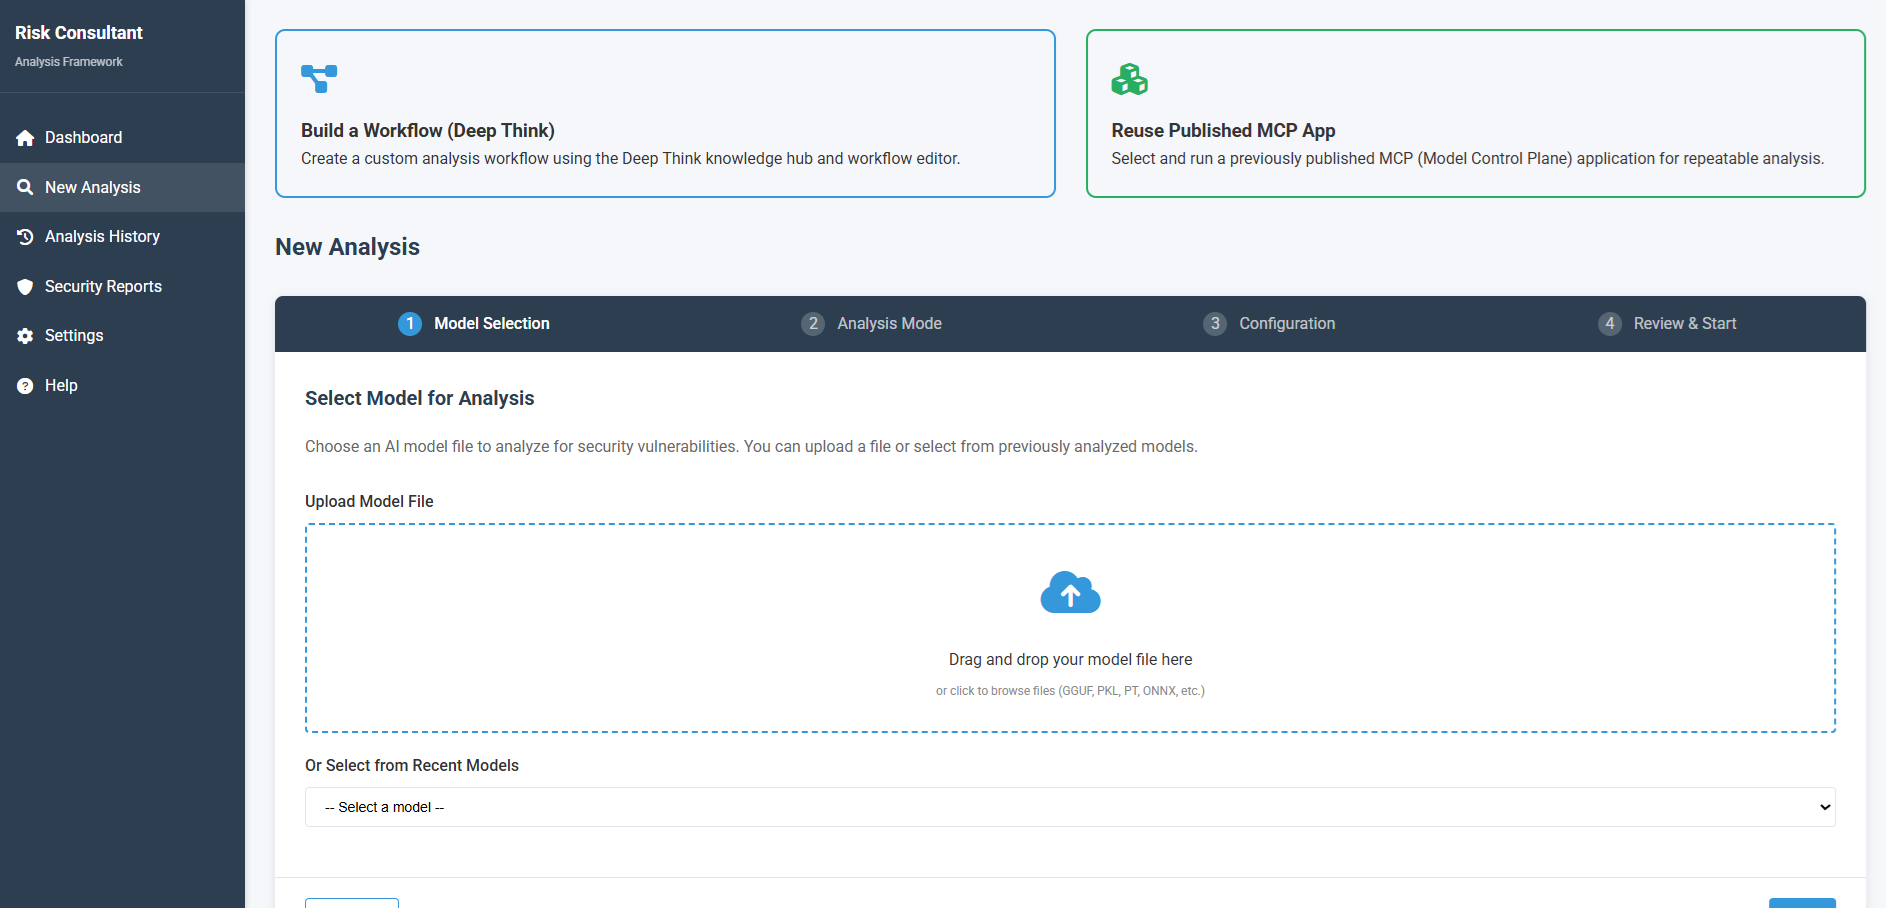 Risk Consultant
Analysis Framework
Dashboard
New Analysis
Analysis History
Security Reports
Settings
Help
Build a Workflow (Deep Think)
Create a custom analysis workflow using the Deep Think knowledge hub and workflow editor.
Reuse Published MCP App
Select and run a previously published MCP (Model Control Plane) application for repeatable analysis.
New Analysis
1 Model Selection
2 Analysis Mode
3 Configuration
4 Review & Start
Select Model for Analysis
Choose an AI model file to analyze for security vulnerabilities. You can upload a file or select from previously analyzed models.
Upload Model File
Drag and drop your model file here
or click to browse files (GGUF, PKL, PT, ONNX, etc.)
Or Select from Recent Models
-- Select a model --